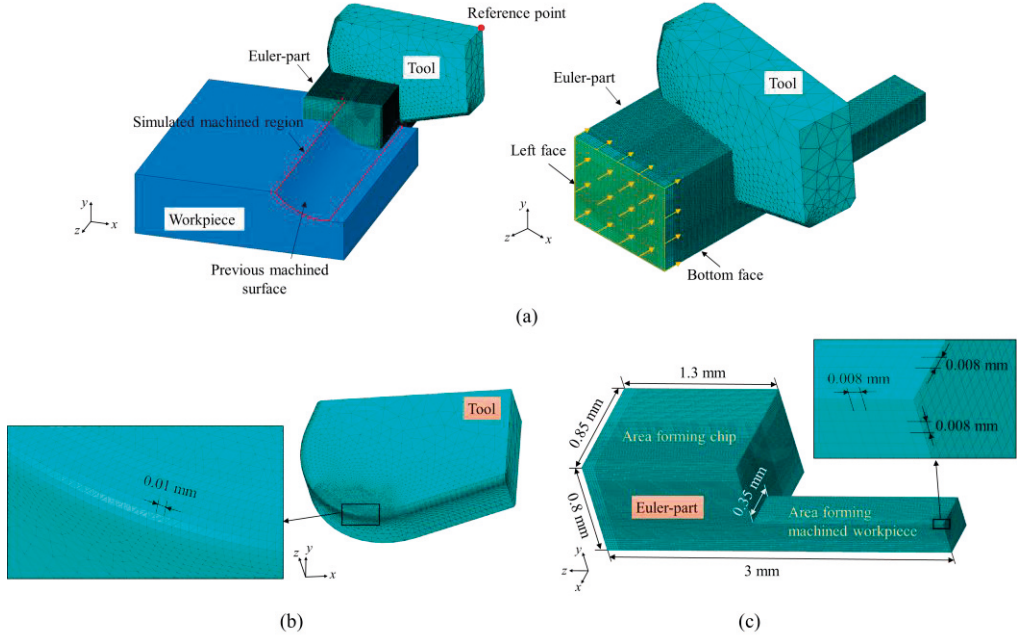 Reference point
Euler-part
Tool
Simulated machined region
Workpiece
Previous machined
surface
y
z
x
Euler-part
Tool
Left face
Bottom face
y
z
x
(a)
0.01 mm
Tool
z
y
x
(b)
1.3 mm
0.85 mm
Area forming chip
0.8 mm
Euler-part
0.35 mm
Area forming
machined workpiece
3 mm
0.008 mm
0.008 mm
0.008 mm
y
z
x
(c)